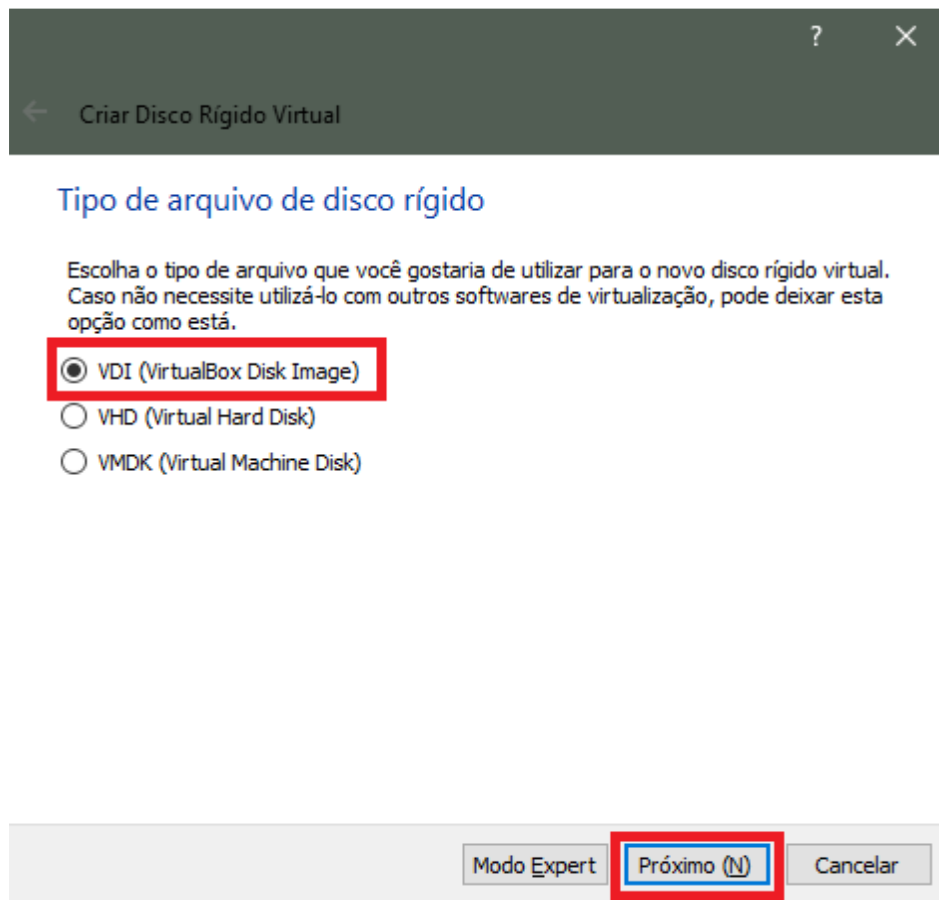 ?
Criar Disco Rígido Virtual
Tipo de arquivo de disco rígido
Escolha o tipo de arquivo que você gostaria de utilizar para o novo disco rígido virtual.
Caso não necessite utilizá-lo com outros softwares de virtualização, pode deixar esta
opção como está.
VDI (VirtualBox Disk Image)
VHD (Virtual Hard Disk)
VMDK (Virtual Machine Disk)
Modo Expert Próximo (N) Cancelar